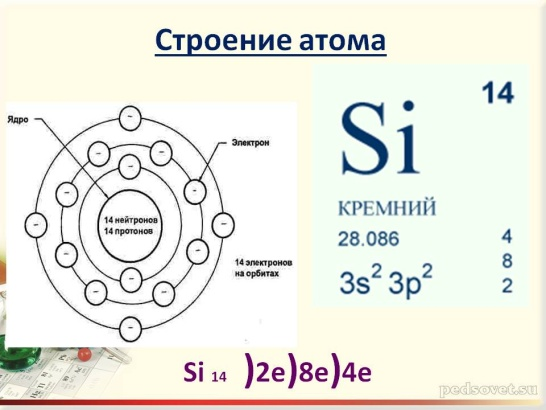 Строение атома
Ядро
Электрон
14 нейтронов
14 протонов
14 электронов
на орбитах
14
Si
КРЕМНИЙ
28.086
4
8
2
3s² 3p²
Si 14 )2e)8e)4e
pedsovet.su